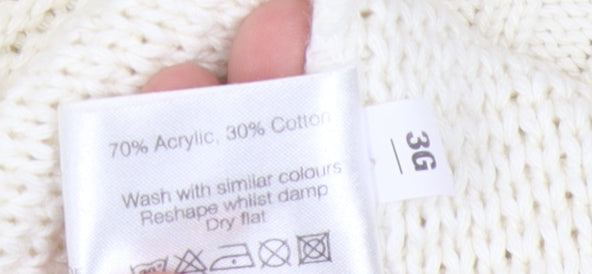 70% Acrylic, 30% Cotton
Wash with similar colours
Reshape whilst damp
Dry flat
3G